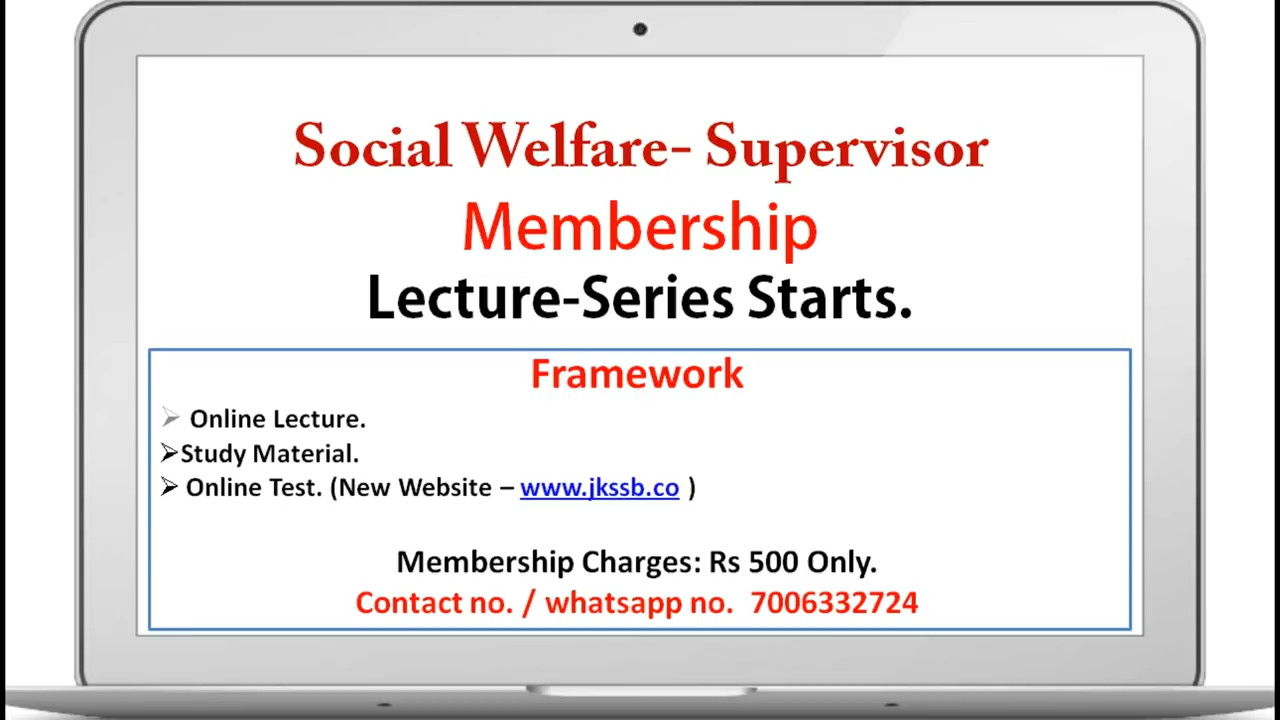 Social Welfare- Supervisor
Membership
Lecture-Series Starts.
Framework
➢ Online Lecture.
➢Study Material.
➢ Online Test. (New Website – www.jkssb.co )
Membership Charges: Rs 500 Only.
Contact no. / whatsapp no. 7006332724